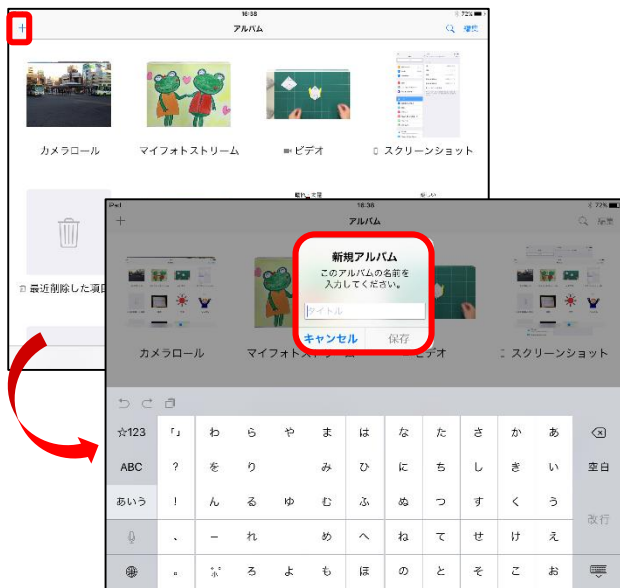 16:38
72%
アルバム
編集
カメラロール
マイフォトストリーム
ビデオ
スクリーンショット
最近削除した項目
iPad
16:38
72%
アルバム
編集
新規アルバム
このアルバムの名前を
入力してください。
タイトル
キャンセル
保存
カメラロール
マイフォトス
デオ
スクリーンショット
☆123
「」
わ
ら
や
ま
は
な
た
さ
か
あ
ABC
?
を
り
み
ひ
に
ち
し
き
い
空白
あいう
!
ん
る
ゆ
む
ふ
ぬ
つ
す
く
う
改行
、
ー
れ
め
へ
ね
て
せ
け
え
。
ろ
よ
も
ほ
の
と
そ
こ
お